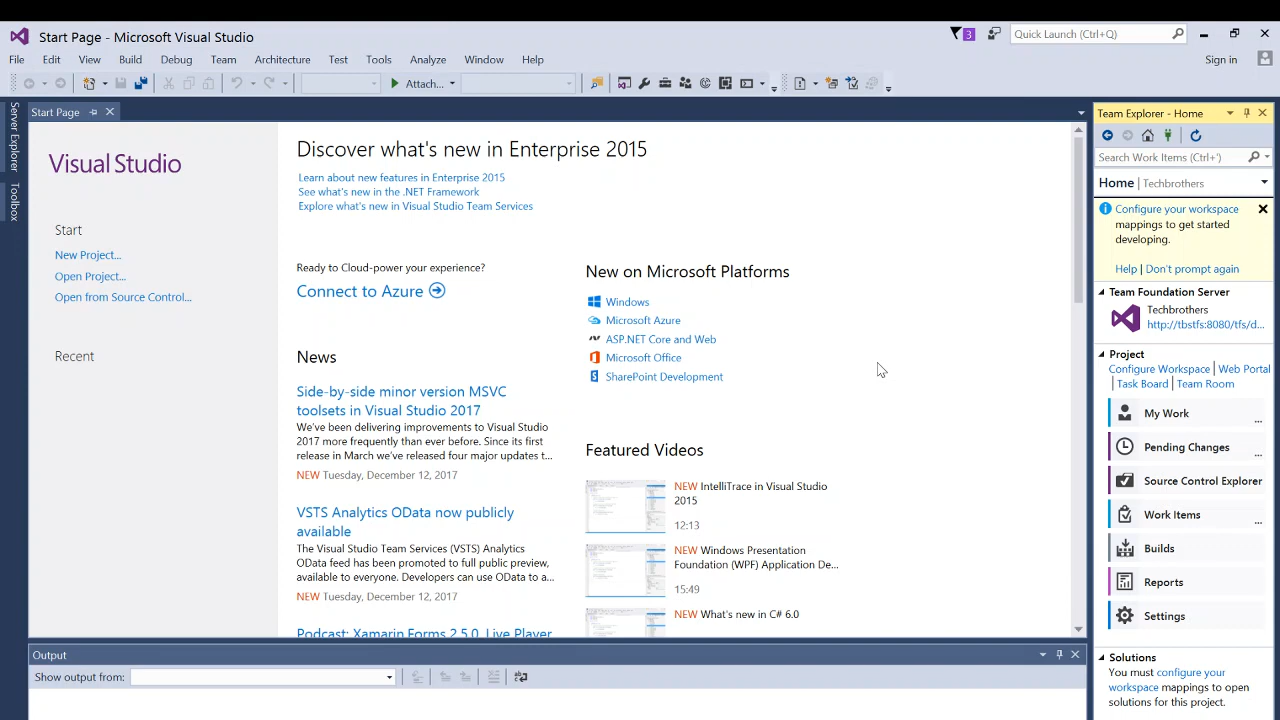 Start Page - Microsoft Visual Studio
3
Quick Launch (Ctrl+Q)
File Edit View Build Debug Team Architecture Test Tools Analyze Window Help
Sign in
Attach...
Server Explorer
Toolbox
Start Page
Visual Studio
Start
New Project...
Open Project...
Open from Source Control...
Recent
Discover what's new in Enterprise 2015
Learn about new features in Enterprise 2015
See what's new in the .NET Framework
Explore what's new in Visual Studio Team Services
Ready to Cloud-power your experience?
Connect to Azure
News
Side-by-side minor version MSVC
toolsets in Visual Studio 2017
We've been delivering improvements to Visual Studio
2017 more frequently than ever before. Since its first
release in March we've released four major updates t...
NEW Tuesday, December 12, 2017
VSTS Analytics OData now publicly
available
The Visual Studio Team Services (VSTS) Analytics
OData feed has been promoted to full public preview,
available to everyone. Developers can use OData to a...
NEW Tuesday, December 12, 2017
Podcast: Xamarin Forms 2.5.0, Live Player
New on Microsoft Platforms
Windows
Microsoft Azure
ASP.NET Core and Web
Microsoft Office
SharePoint Development
Featured Videos
NEW IntelliTrace in Visual Studio
2015
12:13
NEW Windows Presentation
Foundation (WPF) Application De...
15:49
NEW What's new in C# 6.0
Output
Show output from:
Team Explorer - Home
Search Work Items (Ctrl+')
Home | Techbrothers
Configure your workspace
mappings to get started
developing.
Help | Don't prompt again
Team Foundation Server
Techbrothers
http://tbstfs:8080/tfs/d...
Project
Configure Workspace | Web Portal
| Task Board | Team Room
My Work
...
Pending Changes
...
Source Control Explorer
Work Items
...
Builds
Reports
Settings
Solutions
You must configure your
workspace mappings to open
solutions for this project.